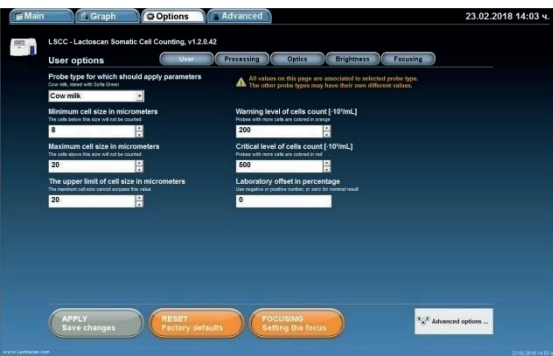 Main
Graph
Options
Advanced
23.02.2018 14:03 ч.
LSCC - Lactoscan Somatic Cell Counting, v1.2.0.42
User options
User
Processing
Optics
Brightness
Focusing
Probe type for which should apply parameters
Cow milk, mixed with Sofia Green
Cow milk
All values on this page are associated to selected probe type.
The other probe types may have their own different values.
Minimum cell size in micrometers
The cells below this size will not be counted
8
Warning level of cells count [·10³/mL]
Probes with more cells are colored in orange
200
Maximum cell size in micrometers
The cells above this size will not be counted
20
Critical level of cells count [·10³/mL]
Probes with more cells are colored in red
500
The upper limit of cell size in micrometers
The maximum cell size cannot surpass this value
20
Laboratory offset in percentage
Use negative or positive number, or zero for nominal result
0
APPLY
Save changes
RESET
Factory defaults
FOCUSING
Setting the focus
Advanced options ...
www.Lactoscan.com